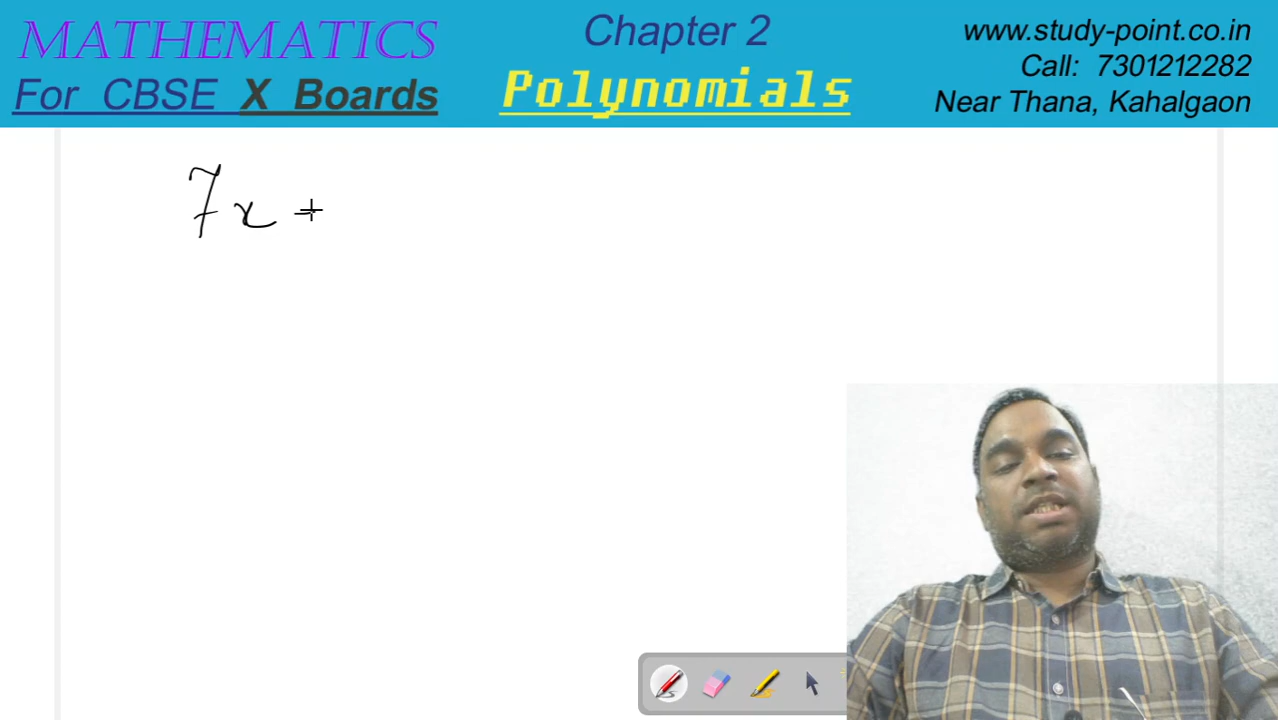 MATHEMATICS
For CBSE X Boards
Chapter 2
Polynomials
www.study-point.co.in
Call: 7301212282
Near Thana, Kahalgaon
7x +